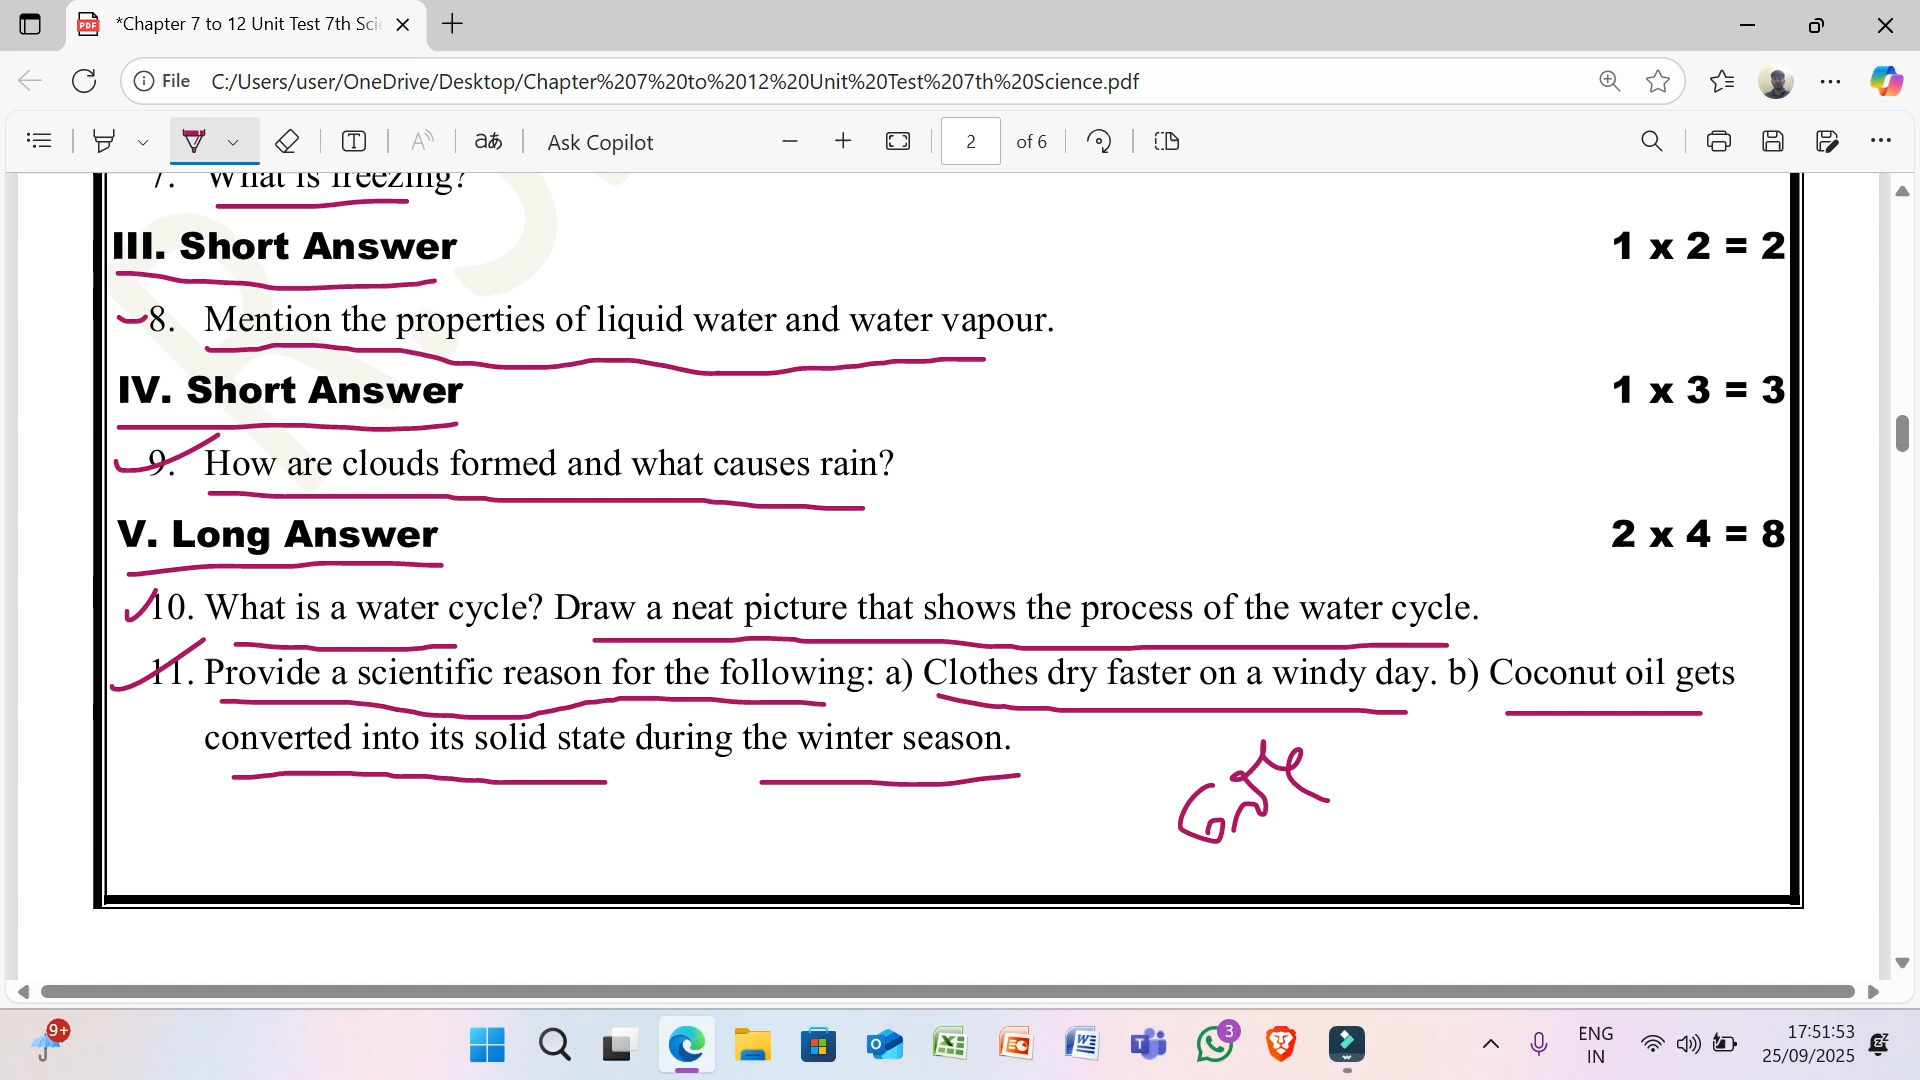 *Chapter 7 to 12 Unit Test 7th Sci
File C:/Users/user/OneDrive/Desktop/Chapter%207%20to%2012%20Unit%20Test%207th%20Science.pdf
Ask Copilot 2 of 6
7. What is freezing?
III. Short Answer 1 x 2 = 2
8. Mention the properties of liquid water and water vapour.
IV. Short Answer 1 x 3 = 3
9. How are clouds formed and what causes rain?
V. Long Answer 2 x 4 = 8
10. What is a water cycle? Draw a neat picture that shows the process of the water cycle.
11. Provide a scientific reason for the following: a) Clothes dry faster on a windy day. b) Coconut oil gets
converted into its solid state during the winter season.
9+
3
ENG
IN
17:51:53
25/09/2025